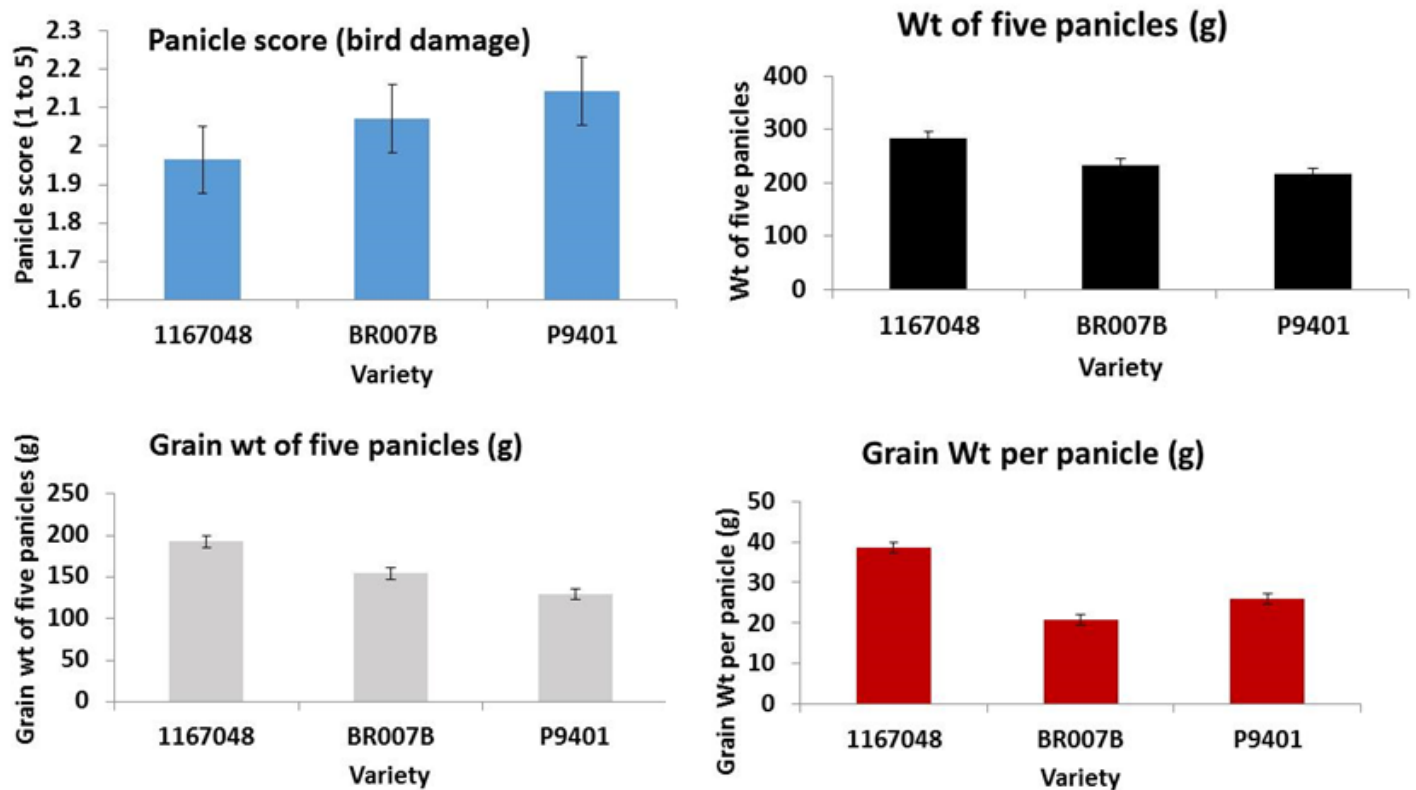 Panicle score (bird damage)
Panicle score (1 to 5)
2.3
2.2
2.1
2
1.9
1.8
1.7
1.6
1167048 BR007B P9401
Variety
Wt of five panicles (g)
Wt of five panicles
400
300
200
100
0
1167048 BR007B P9401
Variety
Grain wt of five panicles (g)
Grain wt of five panicles (g)
250
200
150
100
50
0
1167048 BR007B P9401
Variety
Grain Wt per panicle (g)
Grain Wt per panicle (g)
50
40
30
20
10
0
1167048 BR007B P9401
Variety